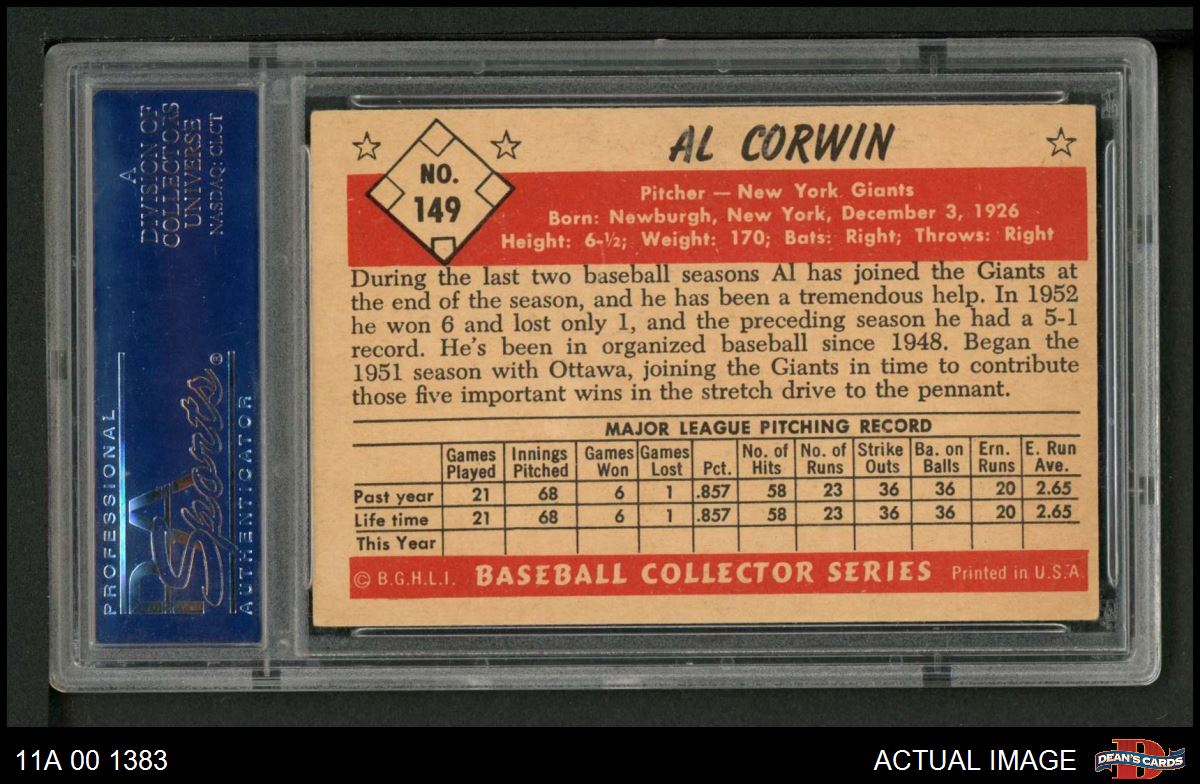 A
DIVISION OF
COLLECTORS
UNIVERSE
NASDAQ: CLCT
PROFESSIONAL
PSA
Sports®
AUTHENTICATOR
NO.
149
AL CORWIN
Pitcher — New York Giants
Born: Newburgh, New York, December 3, 1926
Height: 6-½; Weight: 170; Bats: Right; Throws: Right
During the last two baseball seasons Al has joined the Giants at
the end of the season, and he has been a tremendous help. In 1952
he won 6 and lost only 1, and the preceding season he had a 5-1
record. He's been in organized baseball since 1948. Began the
1951 season with Ottawa, joining the Giants in time to contribute
those five important wins in the stretch drive to the pennant.
MAJOR LEAGUE PITCHING RECORD
Games Innings Games Games No. of No. of Strike Ba. on Ern. E. Run
Played Pitched Won Lost Pct. Hits Runs Outs Balls Runs Ave.
Past year 21 68 6 1 .857 58 23 36 36 20 2.65
Life time 21 68 6 1 .857 58 23 36 36 20 2.65
This Year
© B.G.H.L.I. BASEBALL COLLECTOR SERIES Printed in U.S.A.
11A 00 1383
ACTUAL IMAGE
D
DEAN'S CARDS